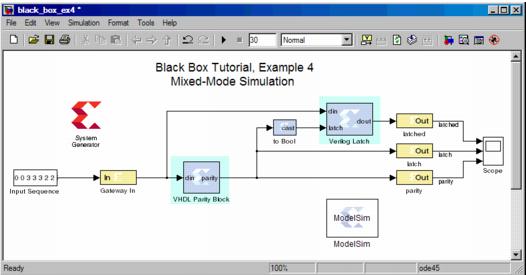 black_box_ex4 *
File Edit View Simulation Format Tools Help
30 Normal
Black Box Tutorial, Example 4
Mixed-Mode Simulation
System
Generator
0 0 3 3 3 2 2
Input Sequence
In
Gateway In
din parity
VHDL Parity Block
cast
to Bool
din
latch
dout
Verilog Latch
Out
latched
latched
Out
latch
latch
Out
parity
parity
Scope
ModelSim
ModelSim
Ready 100% ode45